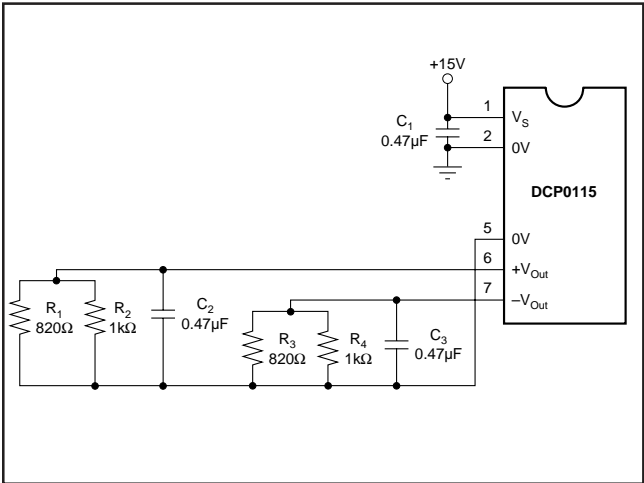 +15V
1
V_S
C_1
0.47µF
2
0V
DCP0115
5
0V
6
+V_Out
7
–V_Out
R_1
820Ω
R_2
1kΩ
C_2
0.47µF
R_3
820Ω
R_4
1kΩ
C_3
0.47µF